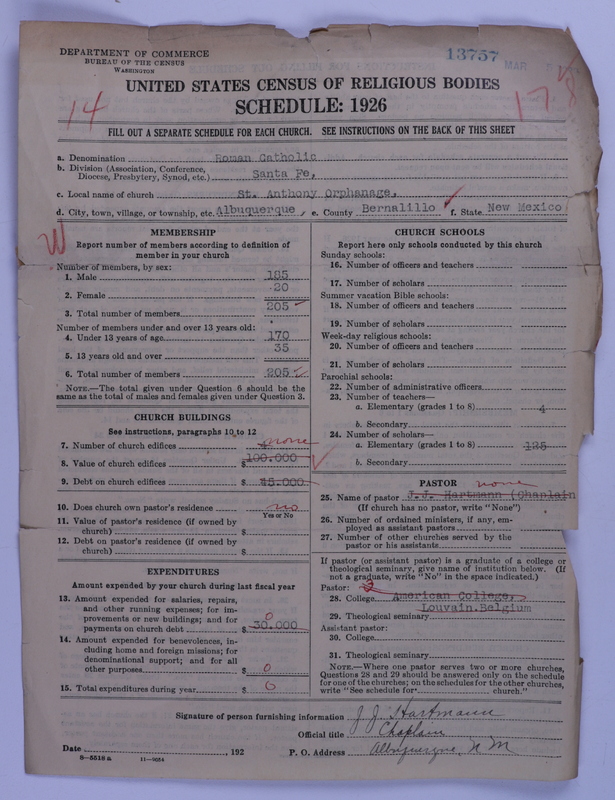 DEPARTMENT OF COMMERCE
BUREAU OF THE CENSUS
WASHINGTON
13757
MAR 5
UNITED STATES CENSUS OF RELIGIOUS BODIES
SCHEDULE: 1926
14
17
FILL OUT A SEPARATE SCHEDULE FOR EACH CHURCH. SEE INSTRUCTIONS ON THE BACK OF THIS SHEET
a. Denomination Roman Catholic
b. Division (Association, Conference, Diocese, Presbytery, Synod, etc.) Santa Fe,
c. Local name of church St. Anthony Orphanage,
d. City, town, village, or township, etc. Albuquerque, e. County Bernalillo f. State New Mexico
W
MEMBERSHIP
Report number of members according to definition of
member in your church
Number of members, by sex:
1. Male 185
2. Female 20
3. Total number of members 205
Number of members under and over 13 years old:
4. Under 13 years of age 170
5. 13 years old and over 35
6. Total number of members 205
NOTE.—The total given under Question 6 should be the
same as the total of males and females given under Question 3.
CHURCH BUILDINGS
See instructions, paragraphs 10 to 12
7. Number of church edifices none
8. Value of church edifices $100.000
9. Debt on church edifices $15.000
10. Does church own pastor's residence no
Yes or No
11. Value of pastor's residence (if owned by
church) $
12. Debt on pastor's residence (if owned by
church) $
EXPENDITURES
Amount expended by your church during last fiscal year
13. Amount expended for salaries, repairs,
and other running expenses; for im-
provements or new buildings; and for 0
payments on church debt $30.000
14. Amount expended for benevolences, in-
cluding home and foreign missions; for
denominational support; and for all
other purposes $0
15. Total expenditures during year $0
CHURCH SCHOOLS
Report here only schools conducted by this church
Sunday schools:
16. Number of officers and teachers
17. Number of scholars
Summer vacation Bible schools:
18. Number of officers and teachers
19. Number of scholars
Week-day religious schools:
20. Number of officers and teachers
21. Number of scholars
Parochial schools:
22. Number of administrative officers
23. Number of teachers—
a. Elementary (grades 1 to 8) 4
b. Secondary
24. Number of scholars—
a. Elementary (grades 1 to 8) 125
b. Secondary
PASTOR none
25. Name of pastor J.J. Hartmann (Chaplain
(If church has no pastor, write "None")
26. Number of ordained ministers, if any, em-
ployed as assistant pastors
27. Number of other churches served by the
pastor or his assistants
If pastor (or assistant pastor) is a graduate of a college or
theological seminary, give name of institution below. (If
not a graduate, write "No" in the space indicated.)
Pastor:
28. College American College,
Louvain.Belgium
29. Theological seminary
Assistant pastor:
30. College
31. Theological seminary
NOTE.—Where one pastor serves two or more churches,
Questions 28 and 29 should be answered only on the schedule
for one of the churches; on the schedules for the other churches,
write "See schedule for church."
Signature of person furnishing information J. J. Hartmann
Official title Chaplain
Date , 192 P. O. Address Albuquerque, N M
8—5518a 11—9054